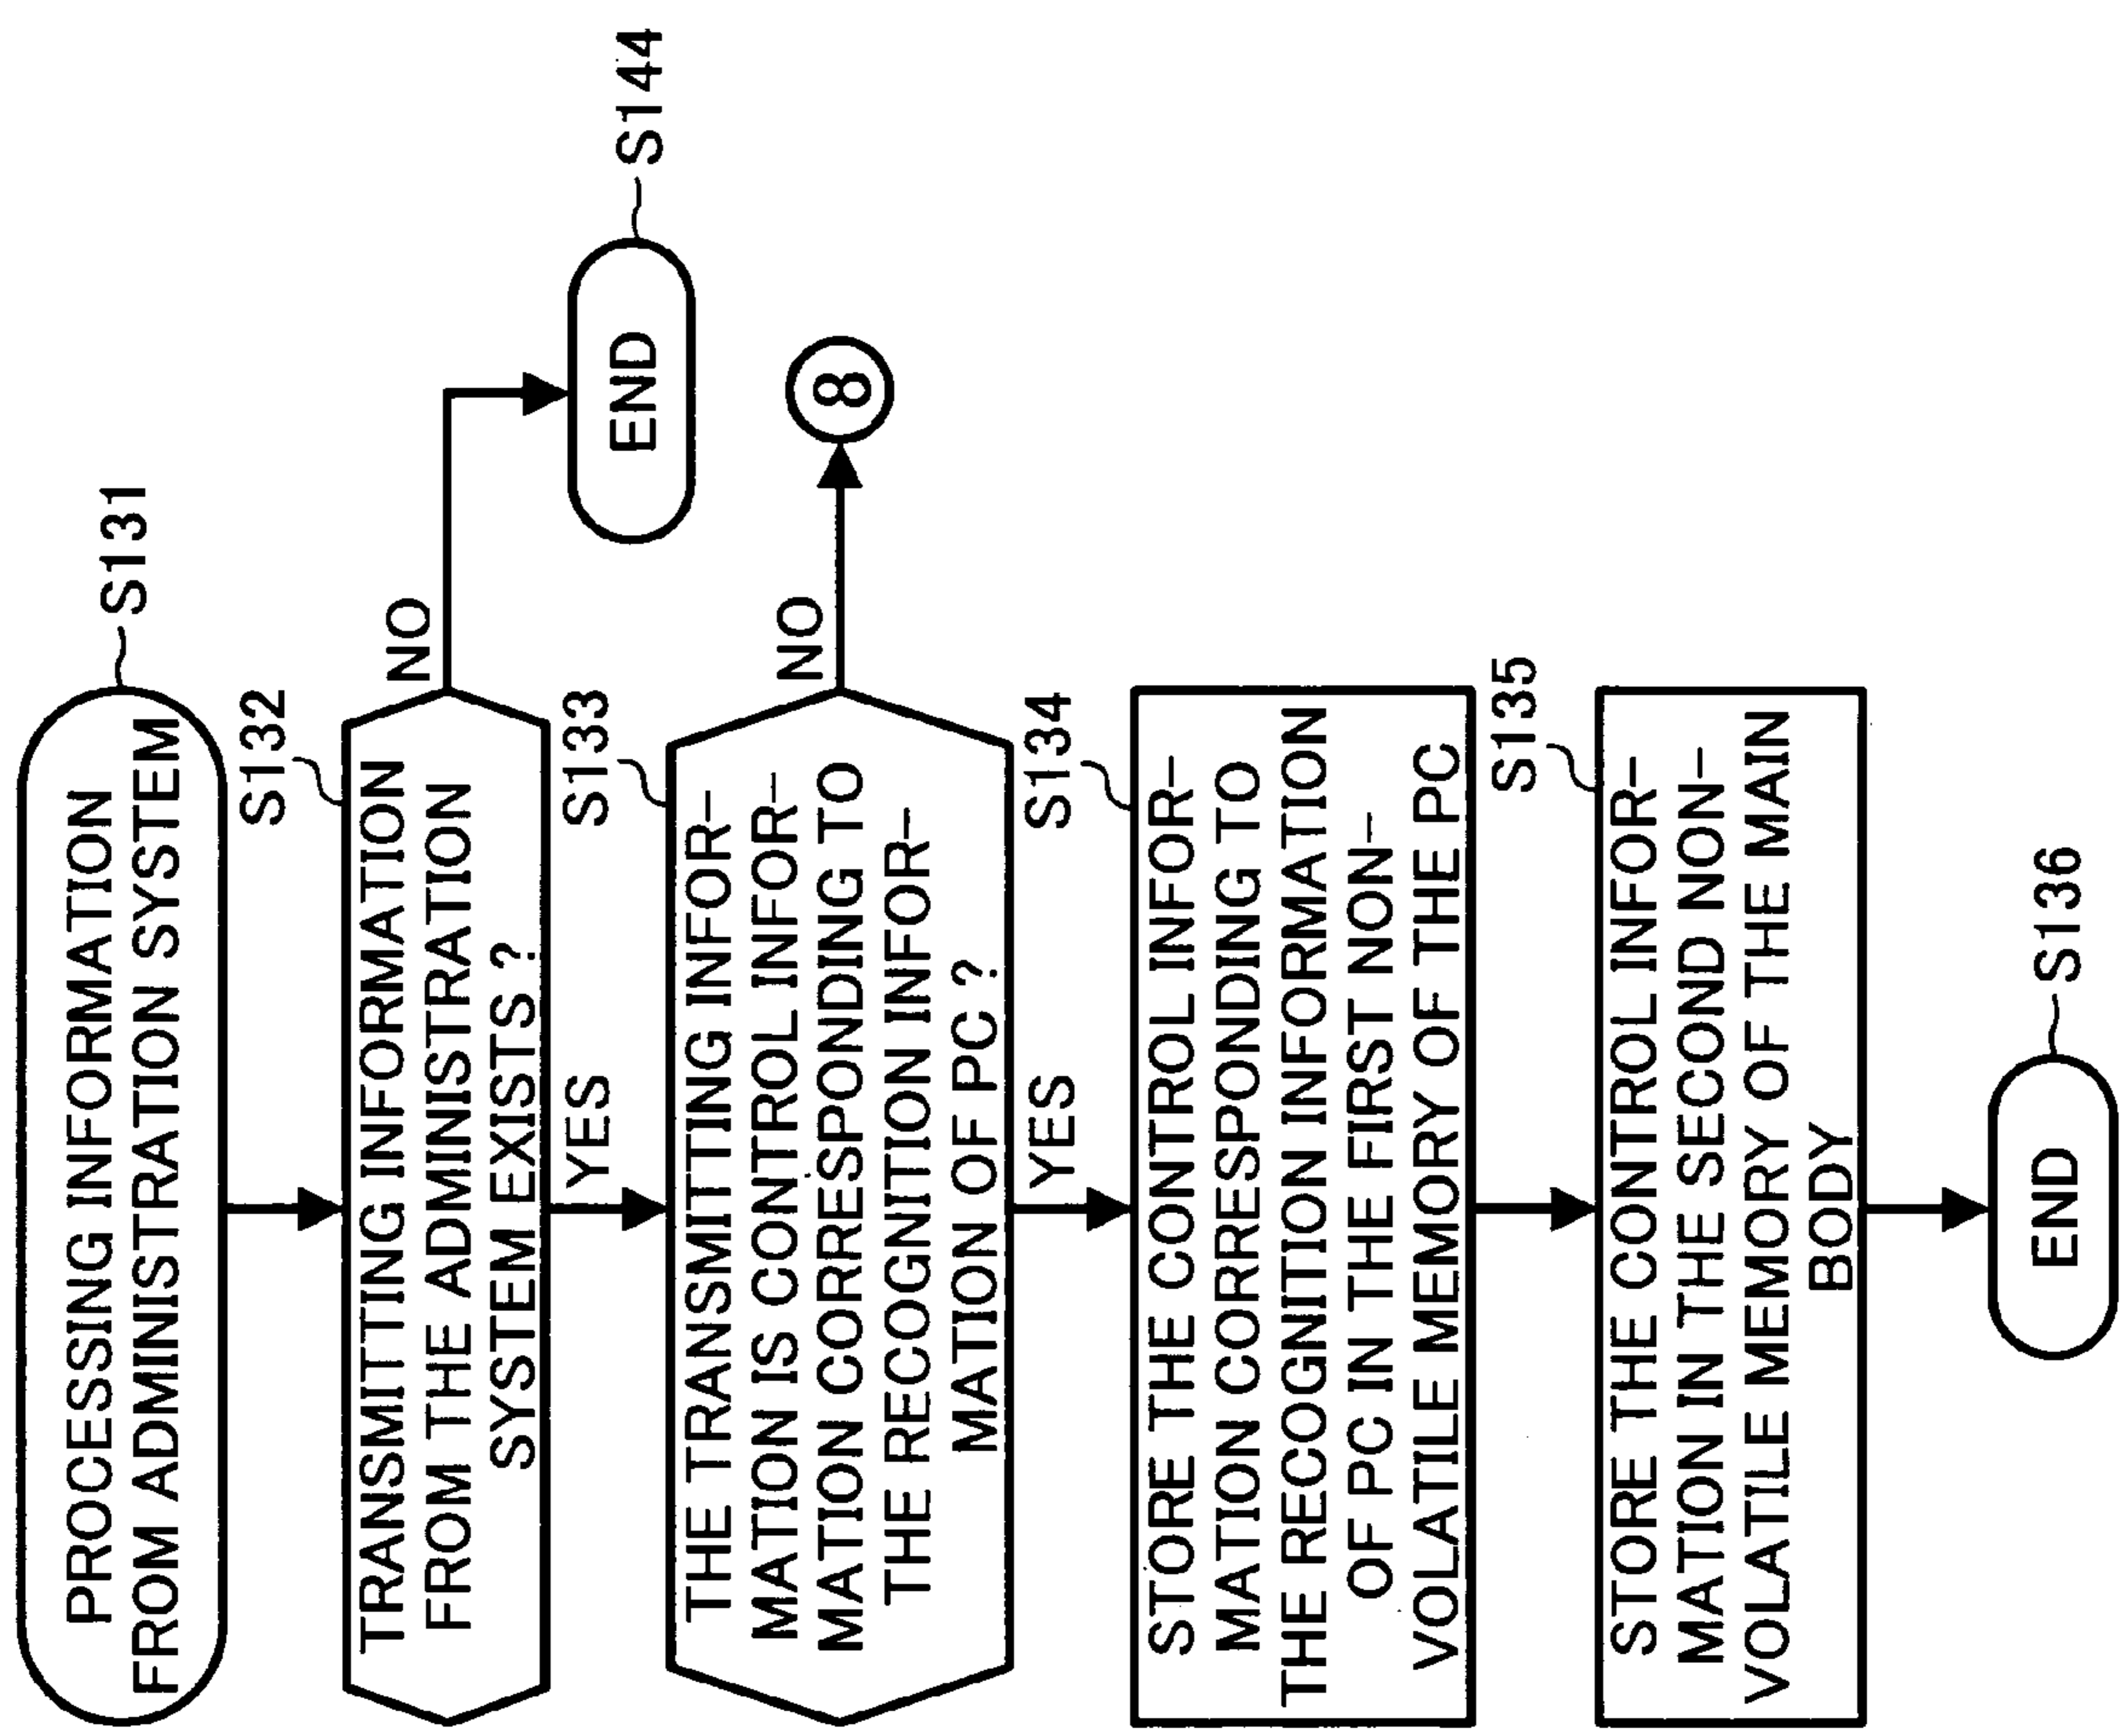 PROCESSING INFORMATION
FROM ADMINISTRATION SYSTEM
S131
S132
TRANSMITTING INFORMATION
FROM THE ADMINISTRATION
SYSTEM EXISTS?
NO
END
S144
YES
S133
THE TRANSMITTING INFOR-
MATION IS CONTROL INFOR-
MATION CORRESPONDING TO
THE RECOGNITION INFOR-
MATION OF PC?
NO
8
YES
S134
STORE THE CONTROL INFOR-
MATION CORRESPONDING TO
THE RECOGNITION INFORMATION
OF PC IN THE FIRST NON-
VOLATILE MEMORY OF THE PC
S135
STORE THE CONTROL INFOR-
MATION IN THE SECOND NON-
VOLATILE MEMORY OF THE MAIN
BODY
END
S136